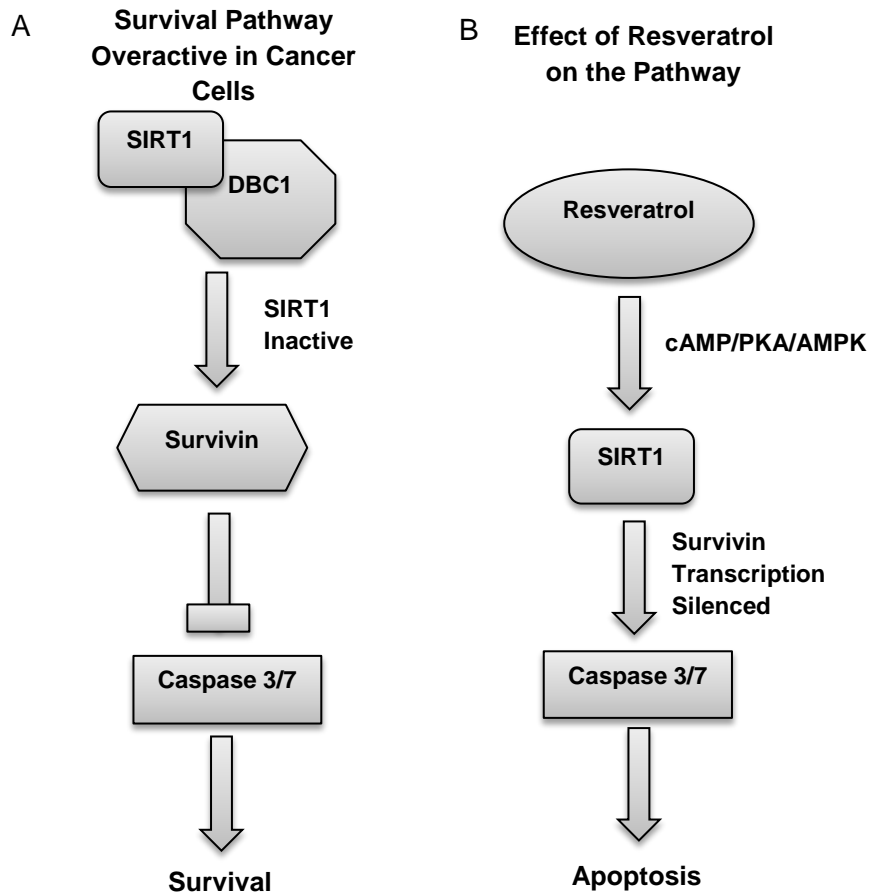 A
Survival Pathway
Overactive in Cancer
Cells
SIRT1
DBC1
SIRT1
Inactive
Survivin
Caspase 3/7
Survival
B
Effect of Resveratrol
on the Pathway
Resveratrol
cAMP/PKA/AMPK
SIRT1
Survivin
Transcription
Silenced
Caspase 3/7
Apoptosis